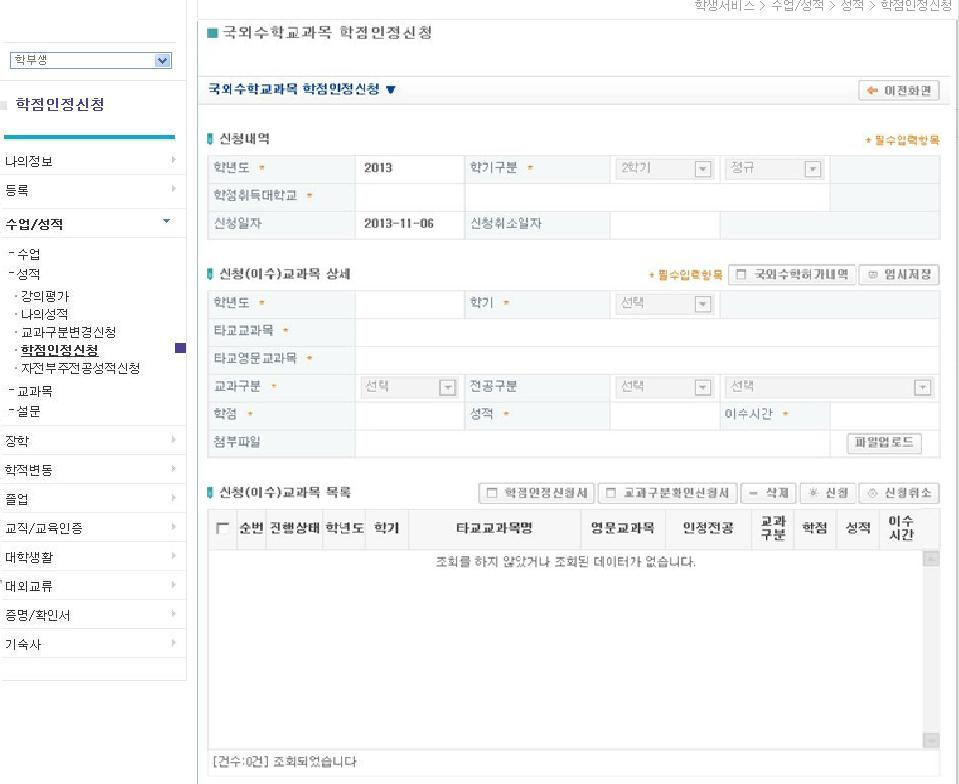 학생서비스 > 수업/성적 > 성적 > 학점인정신청
학부생
학점인정신청
나의정보
등록
수업/성적
- 수업
- 성적
· 강의평가
· 나의성적
· 교과구분변경신청
· 학점인정신청
· 자전부주전공성적신청
- 교과목
- 설문
장학
학적변동
졸업
교직/교육인증
대학생활
대외교류
증명/확인서
기숙사
국외수학교과목 학점인정신청
국외수학교과목 학점인정신청 ▼
이전화면
신청내역
* 필수입력항목
학년도 * 2013 학기구분 * 2학기 정규
학점취득대학교 *
신청일자 2013-11-06 신청취소일자
신청(이수)교과목 상세
* 필수입력항목 국외수학허가내역 임시저장
학년도 * 학기 * 선택
타교교과목 *
타교영문교과목 *
교과구분 * 선택 전공구분 선택 선택
학점 * 성적 * 이수시간 *
첨부파일 파일업로드
신청(이수)교과목 목록
학점인정신청서 교과구분확인신청서 삭제 신청 신청취소
순번 진행상태 학년도 학기 타교교과목명 영문교과목 인정전공 교과구분 학점 성적 이수시간
조회를 하지 않았거나 조회된 데이터가 없습니다.
[건수:0건] 조회되었습니다